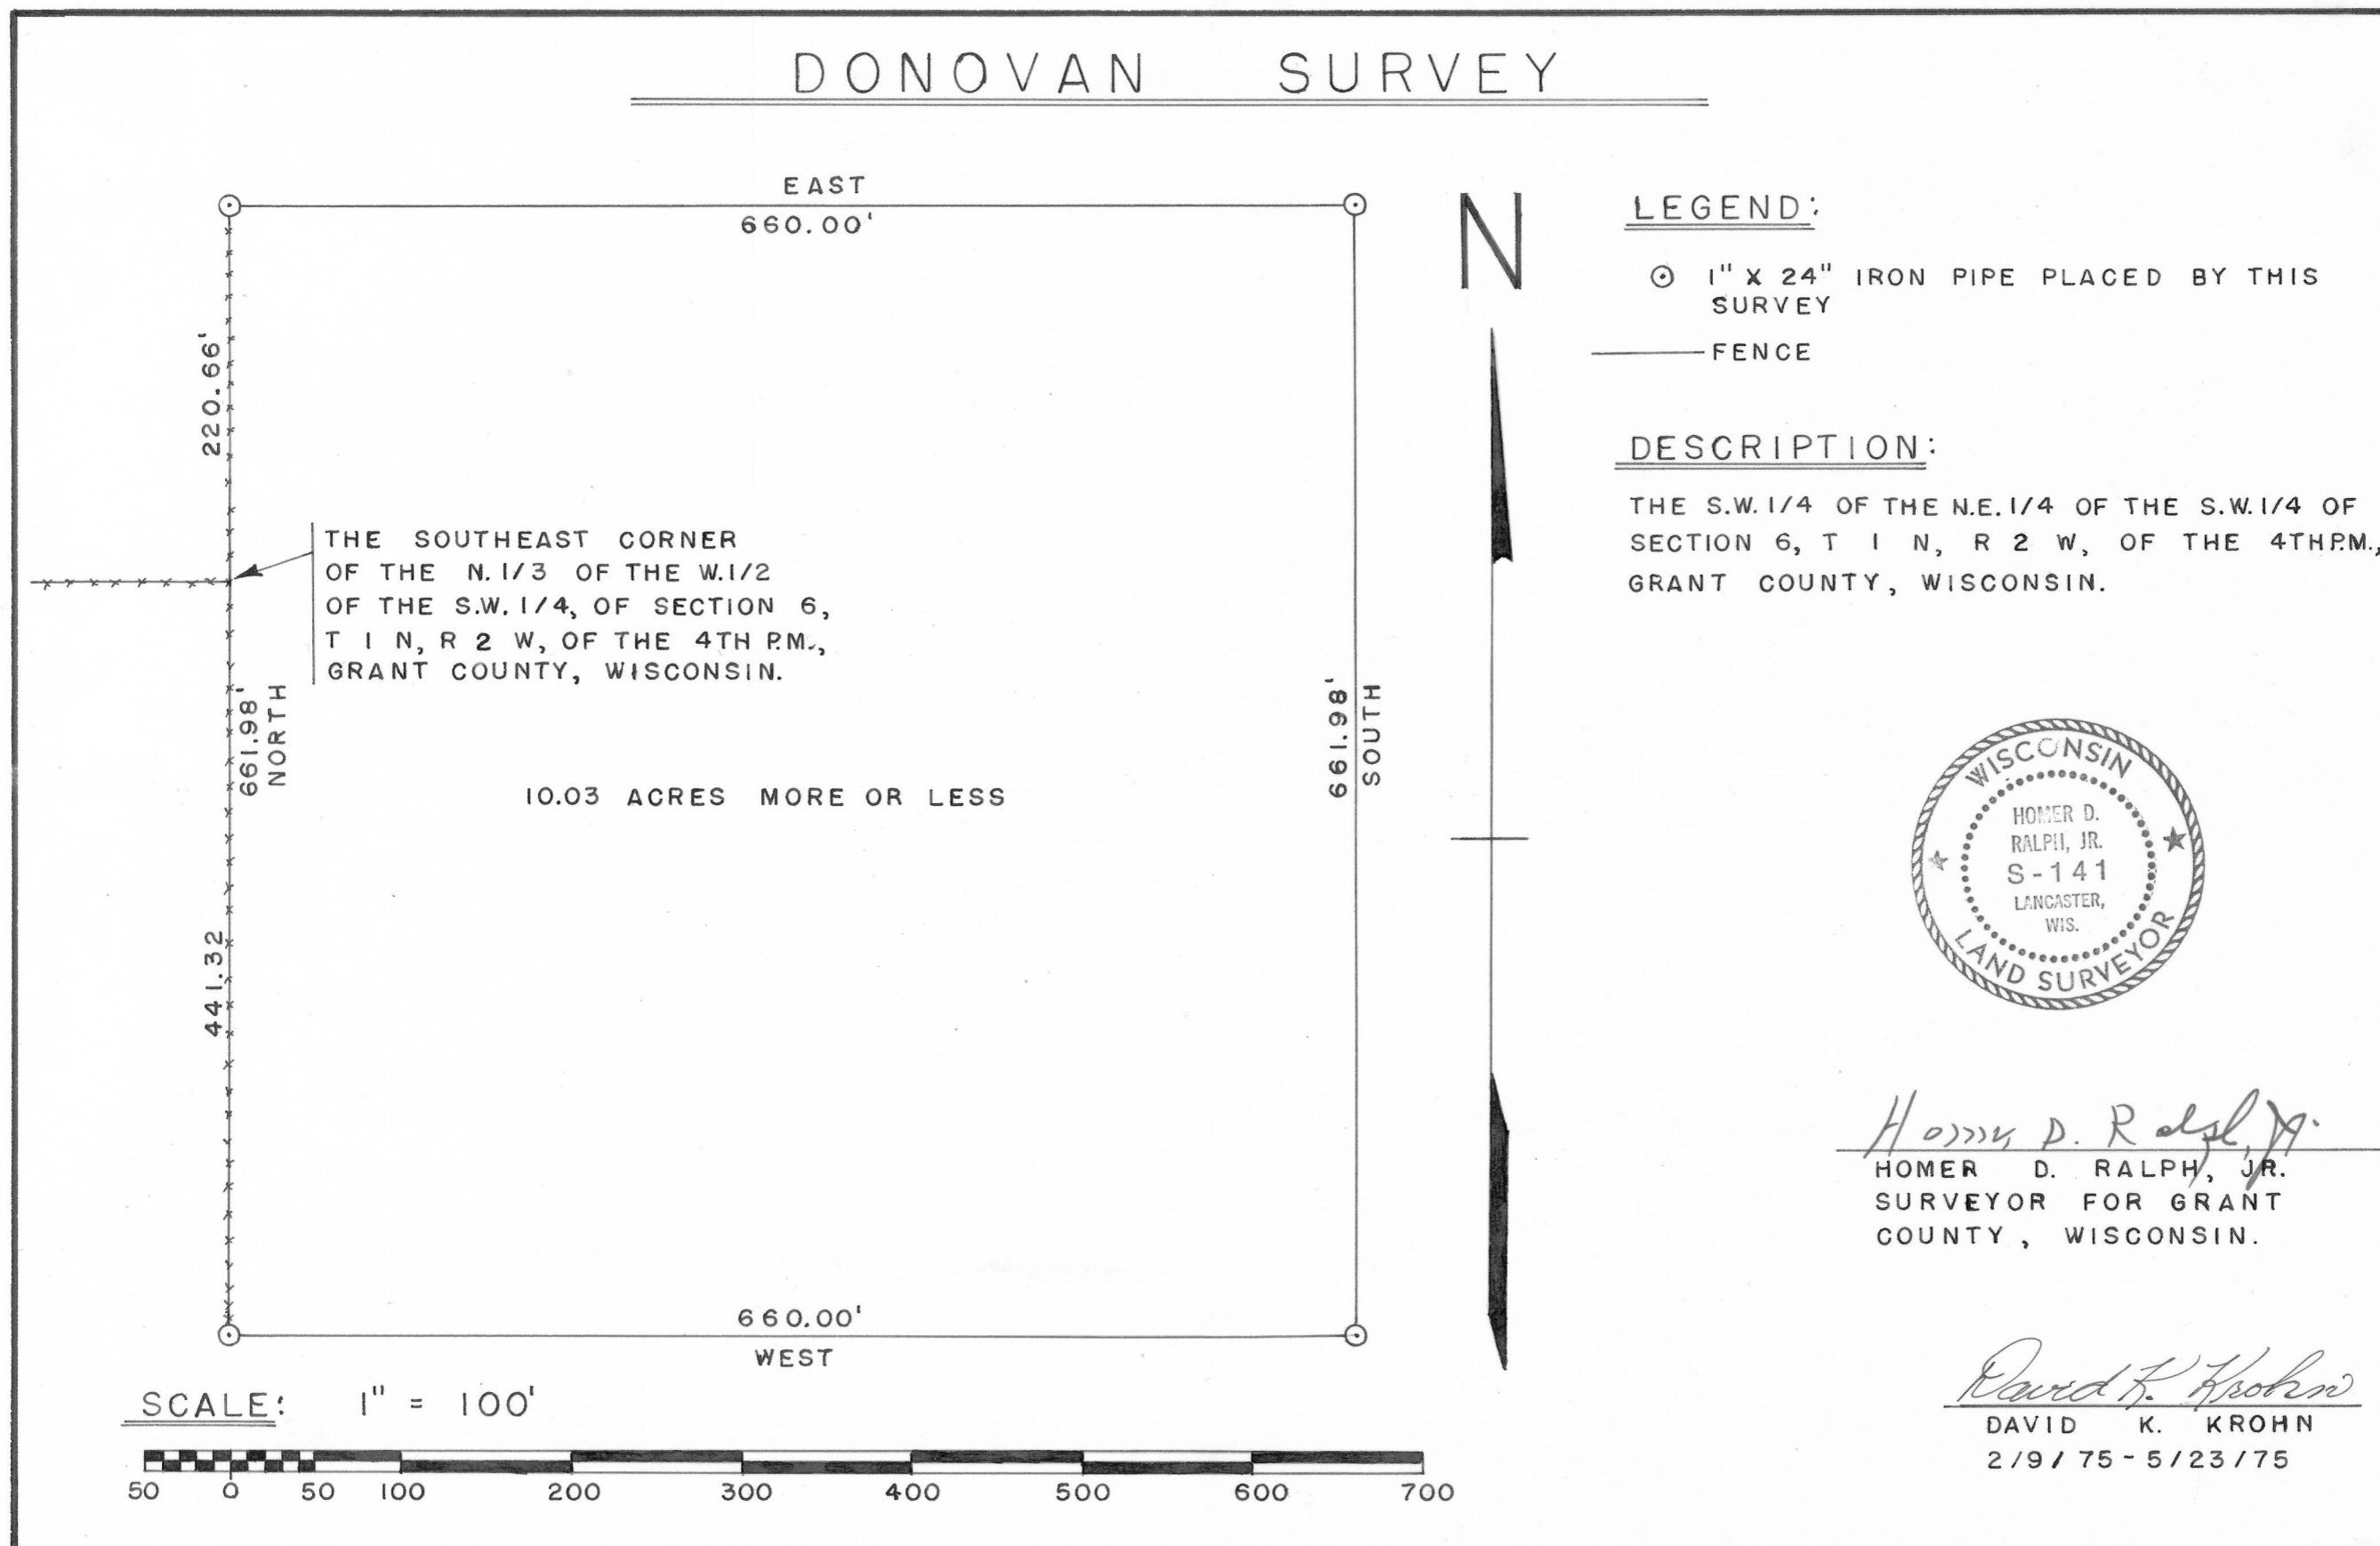 DONOVAN SURVEY
EAST
660.00'
220.66'
THE SOUTHEAST CORNER
OF THE N. 1/3 OF THE W. 1/2
OF THE S.W. 1/4, OF SECTION 6,
T 1 N, R 2 W, OF THE 4TH P.M.,
GRANT COUNTY, WISCONSIN.
661.98'
NORTH
441.32
10.03 ACRES MORE OR LESS
661.98'
SOUTH
660.00'
WEST
SCALE: 1" = 100'
50 0 50 100 200 300 400 500 600 700
N
LEGEND:
1" X 24" IRON PIPE PLACED BY THIS
SURVEY
FENCE
DESCRIPTION:
THE S.W. 1/4 OF THE N.E. 1/4 OF THE S.W. 1/4 OF
SECTION 6, T 1 N, R 2 W, OF THE 4TH P.M.,
GRANT COUNTY, WISCONSIN.
WISCONSIN
HOMER D.
RALPH, JR.
S-141
LANCASTER,
WIS.
LAND SURVEYOR
Homer D. Ralph, Jr.
HOMER D. RALPH, JR.
SURVEYOR FOR GRANT
COUNTY, WISCONSIN.
David K. Krohn
DAVID K. KROHN
2/9/75-5/23/75